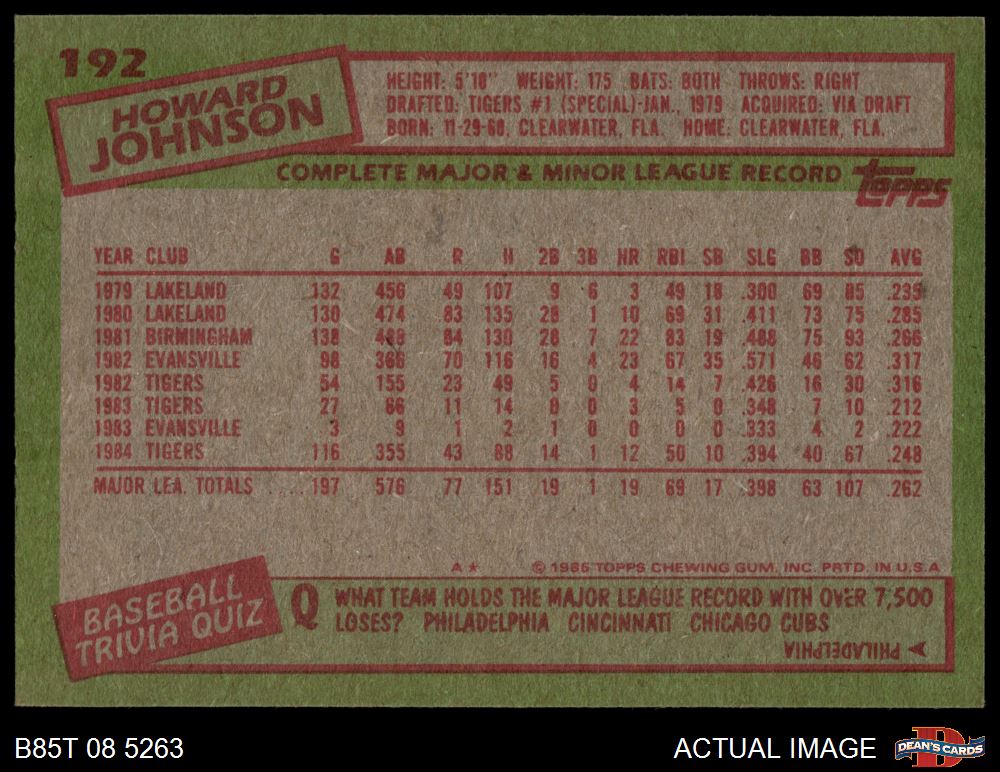 192
HOWARD
JOHNSON
HEIGHT: 5'10" WEIGHT: 175 BATS: BOTH THROWS: RIGHT
DRAFTED: TIGERS #1 (SPECIAL)-JAN., 1979 ACQUIRED: VIA DRAFT
BORN: 11-29-60, CLEARWATER, FLA. HOME: CLEARWATER, FLA.
COMPLETE MAJOR & MINOR LEAGUE RECORD topps
YEAR CLUB G AB R H 2B 3B HR RBI SB SLG BB SO AVG
1979 LAKELAND 132 456 49 107 9 6 3 49 18 .300 69 85 .235
1980 LAKELAND 130 474 83 135 28 1 10 69 31 .411 73 75 .285
1981 BIRMINGHAM 138 488 84 130 28 7 22 83 19 .488 75 93 .266
1982 EVANSVILLE 98 366 70 116 16 4 23 67 35 .571 46 62 .317
1982 TIGERS 54 155 23 49 5 0 4 14 7 .426 16 30 .316
1983 TIGERS 27 66 11 14 0 0 3 5 0 .348 7 10 .212
1983 EVANSVILLE 3 9 1 2 1 0 0 0 0 .333 4 2 .222
1984 TIGERS 116 355 43 88 14 1 12 50 10 .394 40 67 .248
MAJOR LEA. TOTALS .... 197 576 77 151 19 1 19 69 17 .398 63 107 .262
A★ © 1985 TOPPS CHEWING GUM, INC. PRTD. IN U.S.A
BASEBALL
TRIVIA QUIZ
Q WHAT TEAM HOLDS THE MAJOR LEAGUE RECORD WITH OVER 7,500
LOSES? PHILADELPHIA CINCINNATI CHICAGO CUBS
PHILADELPHIA
B85T 08 5263
ACTUAL IMAGE
D
DEAN'S CARDS